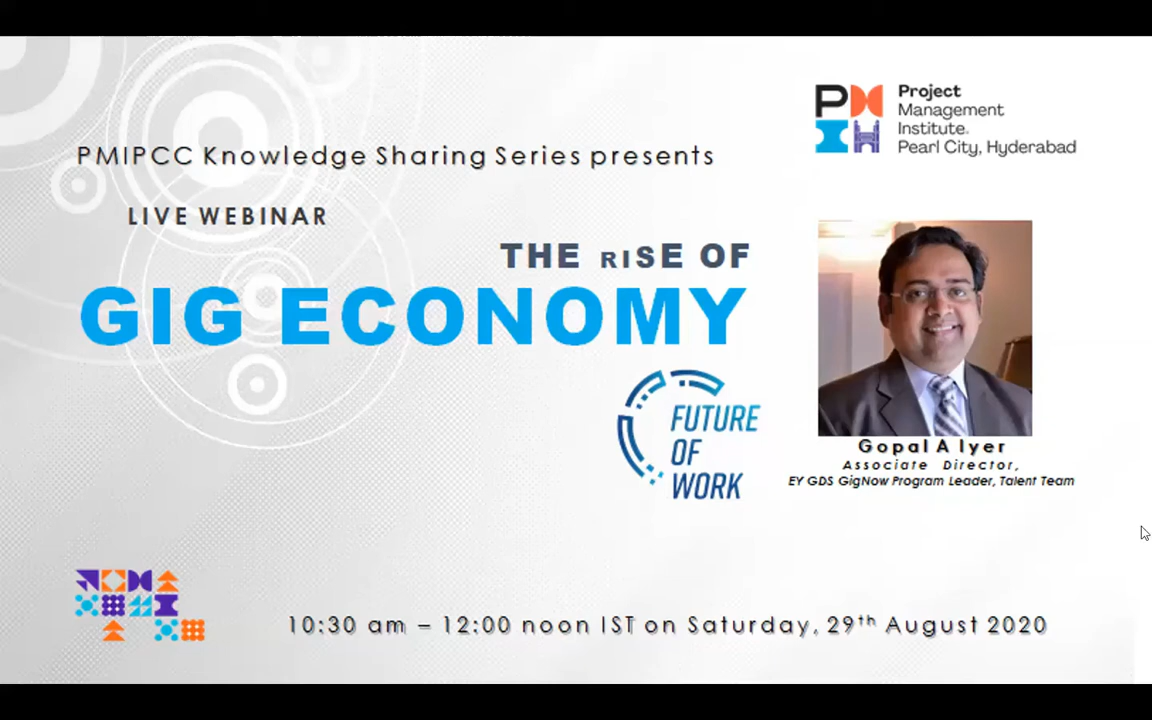 Project
Management
Institute.
Pearl City, Hyderabad
PMIPCC Knowledge Sharing Series presents
LIVE WEBINAR
THE RISE OF
GIG ECONOMY
FUTURE
OF
WORK
Gopal A Iyer
Associate Director,
EY GDS GigNow Program Leader, Talent Team
10:30 am – 12:00 noon IST on Saturday, 29th August 2020